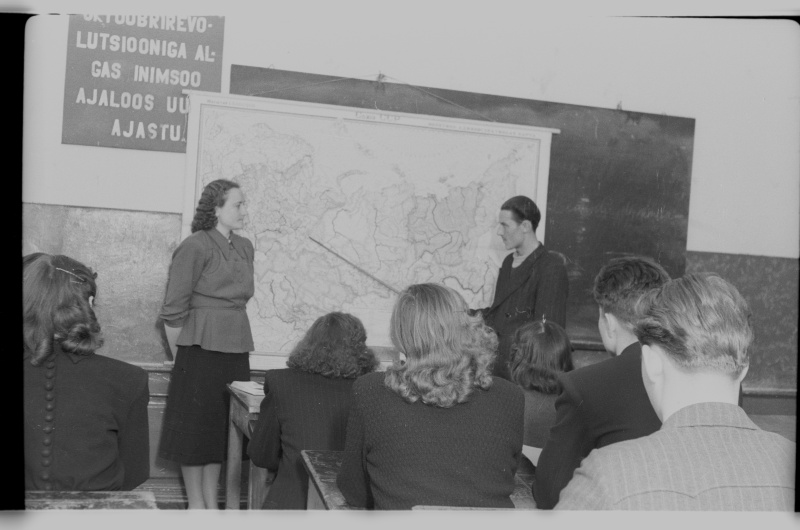 OKTOOBRIREVO-
LUTSIOONIGA AL-
GAS INIMSOO
AJALOOS UU
AJASTU.